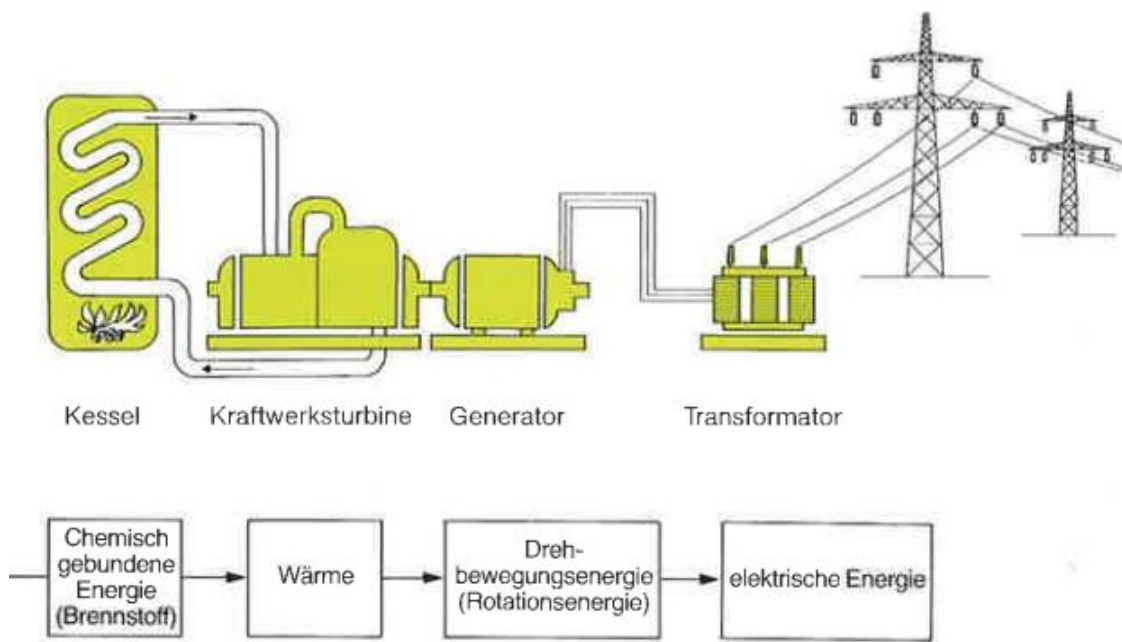 Kessel
Kraftwerksturbine
Generator
Transformator
Chemisch
gebundene
Energie
(Brennstoff)
Wärme
Dreh-
bewegungsenergie
(Rotationsenergie)
elektrische Energie